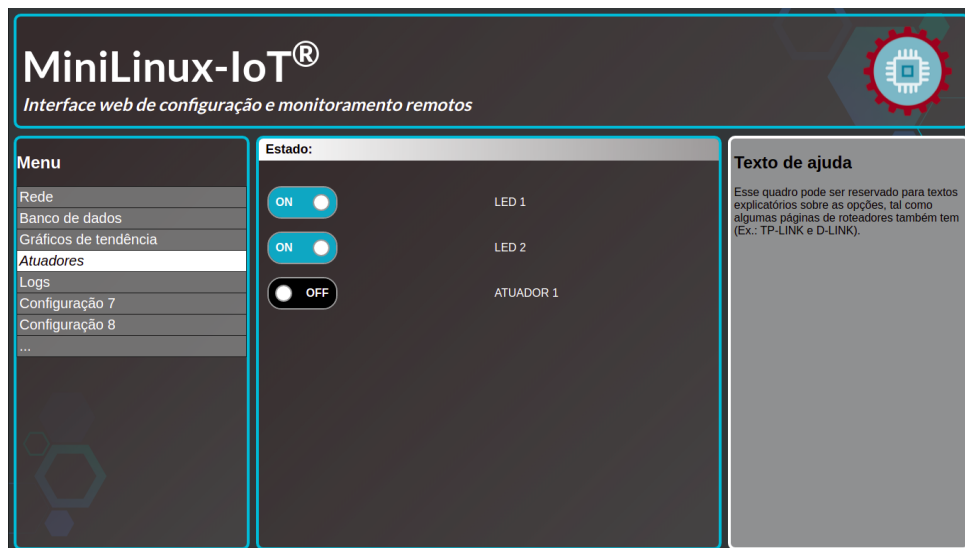 MiniLinux-IoT®
Interface web de configuração e monitoramento remotos
Menu
Rede
Banco de dados
Gráficos de tendência
Atuadores
Logs
Configuração 7
Configuração 8
...
Estado:
ON LED 1
ON LED 2
OFF ATUADOR 1
Texto de ajuda
Esse quadro pode ser reservado para textos
explicatórios sobre as opções, tal como
algumas páginas de roteadores também tem
(Ex.: TP-LINK e D-LINK).